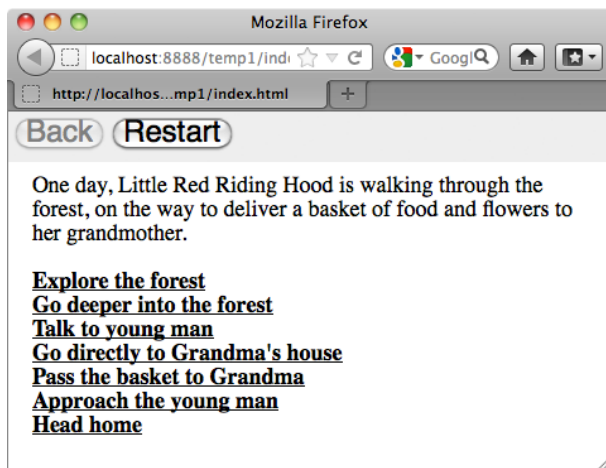 Mozilla Firefox
localhost:8888/temp1/ind
Googl
http://localhos...mp1/index.html
Back Restart
One day, Little Red Riding Hood is walking through the
forest, on the way to deliver a basket of food and flowers to
her grandmother.
Explore the forest
Go deeper into the forest
Talk to young man
Go directly to Grandma's house
Pass the basket to Grandma
Approach the young man
Head home